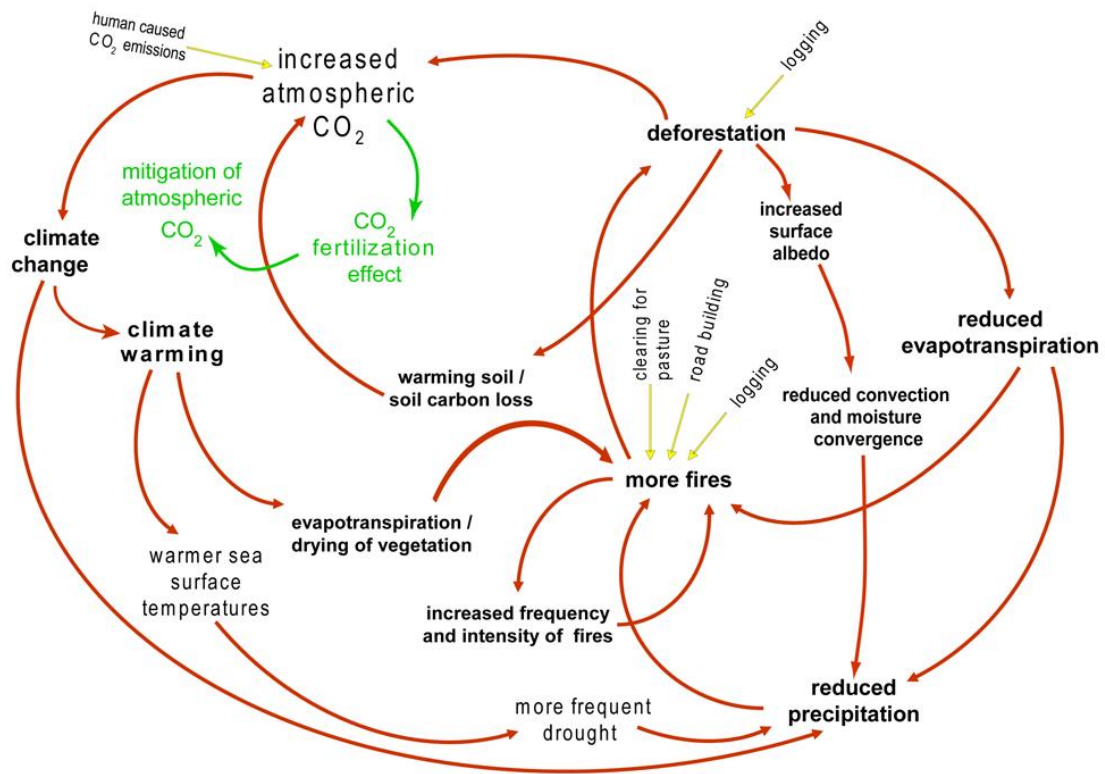 human caused
CO₂ emissions
increased
atmospheric
CO₂
logging
deforestation
mitigation of
atmospheric
CO₂
CO₂
fertilization
effect
increased
surface
albedo
climate
change
climate
warming
clearing for
pasture
road building
logging
reduced
evapotranspiration
warming soil /
soil carbon loss
reduced convection
and moisture
convergence
more fires
evapotranspiration /
drying of vegetation
warmer sea
surface
temperatures
increased frequency
and intensity of fires
more frequent
drought
reduced
precipitation